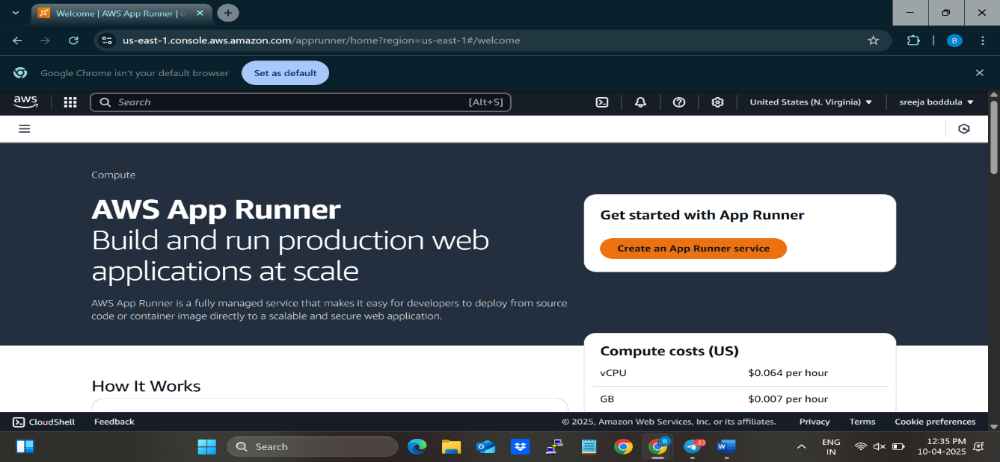 Welcome | AWS App Runner | u
us-east-1.console.aws.amazon.com/apprunner/home?region=us-east-1#/welcome
B
Google Chrome isn't your default browser
Set as default
aws
Search
[Alt+S]
United States (N. Virginia)
sreeja boddula
Compute
AWS App Runner
Build and run production web
applications at scale
AWS App Runner is a fully managed service that makes it easy for developers to deploy from source
code or container image directly to a scalable and secure web application.
Get started with App Runner
Create an App Runner service
Compute costs (US)
vCPU $0.064 per hour
GB $0.007 per hour
How It Works
CloudShell
Feedback
© 2025, Amazon Web Services, Inc. or its affiliates.
Privacy
Terms
Cookie preferences
Search
B
83
ENG
IN
12:35 PM
10-04-2025